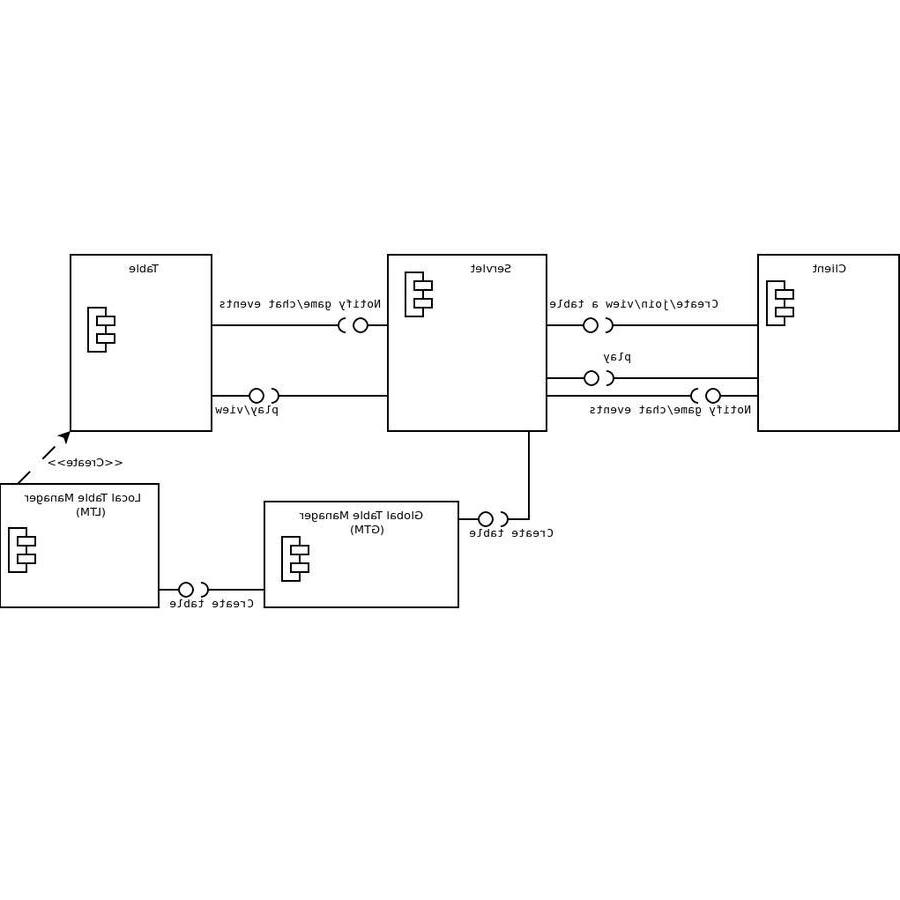 Client
Servlet
Table
Create/join/view a table
Notify game/chat events
play
Notify game/chat events
play/view
<<Create>>
Local Table Manager
(LTM)
Global Table Manager
(GTM)
Create table
Create table